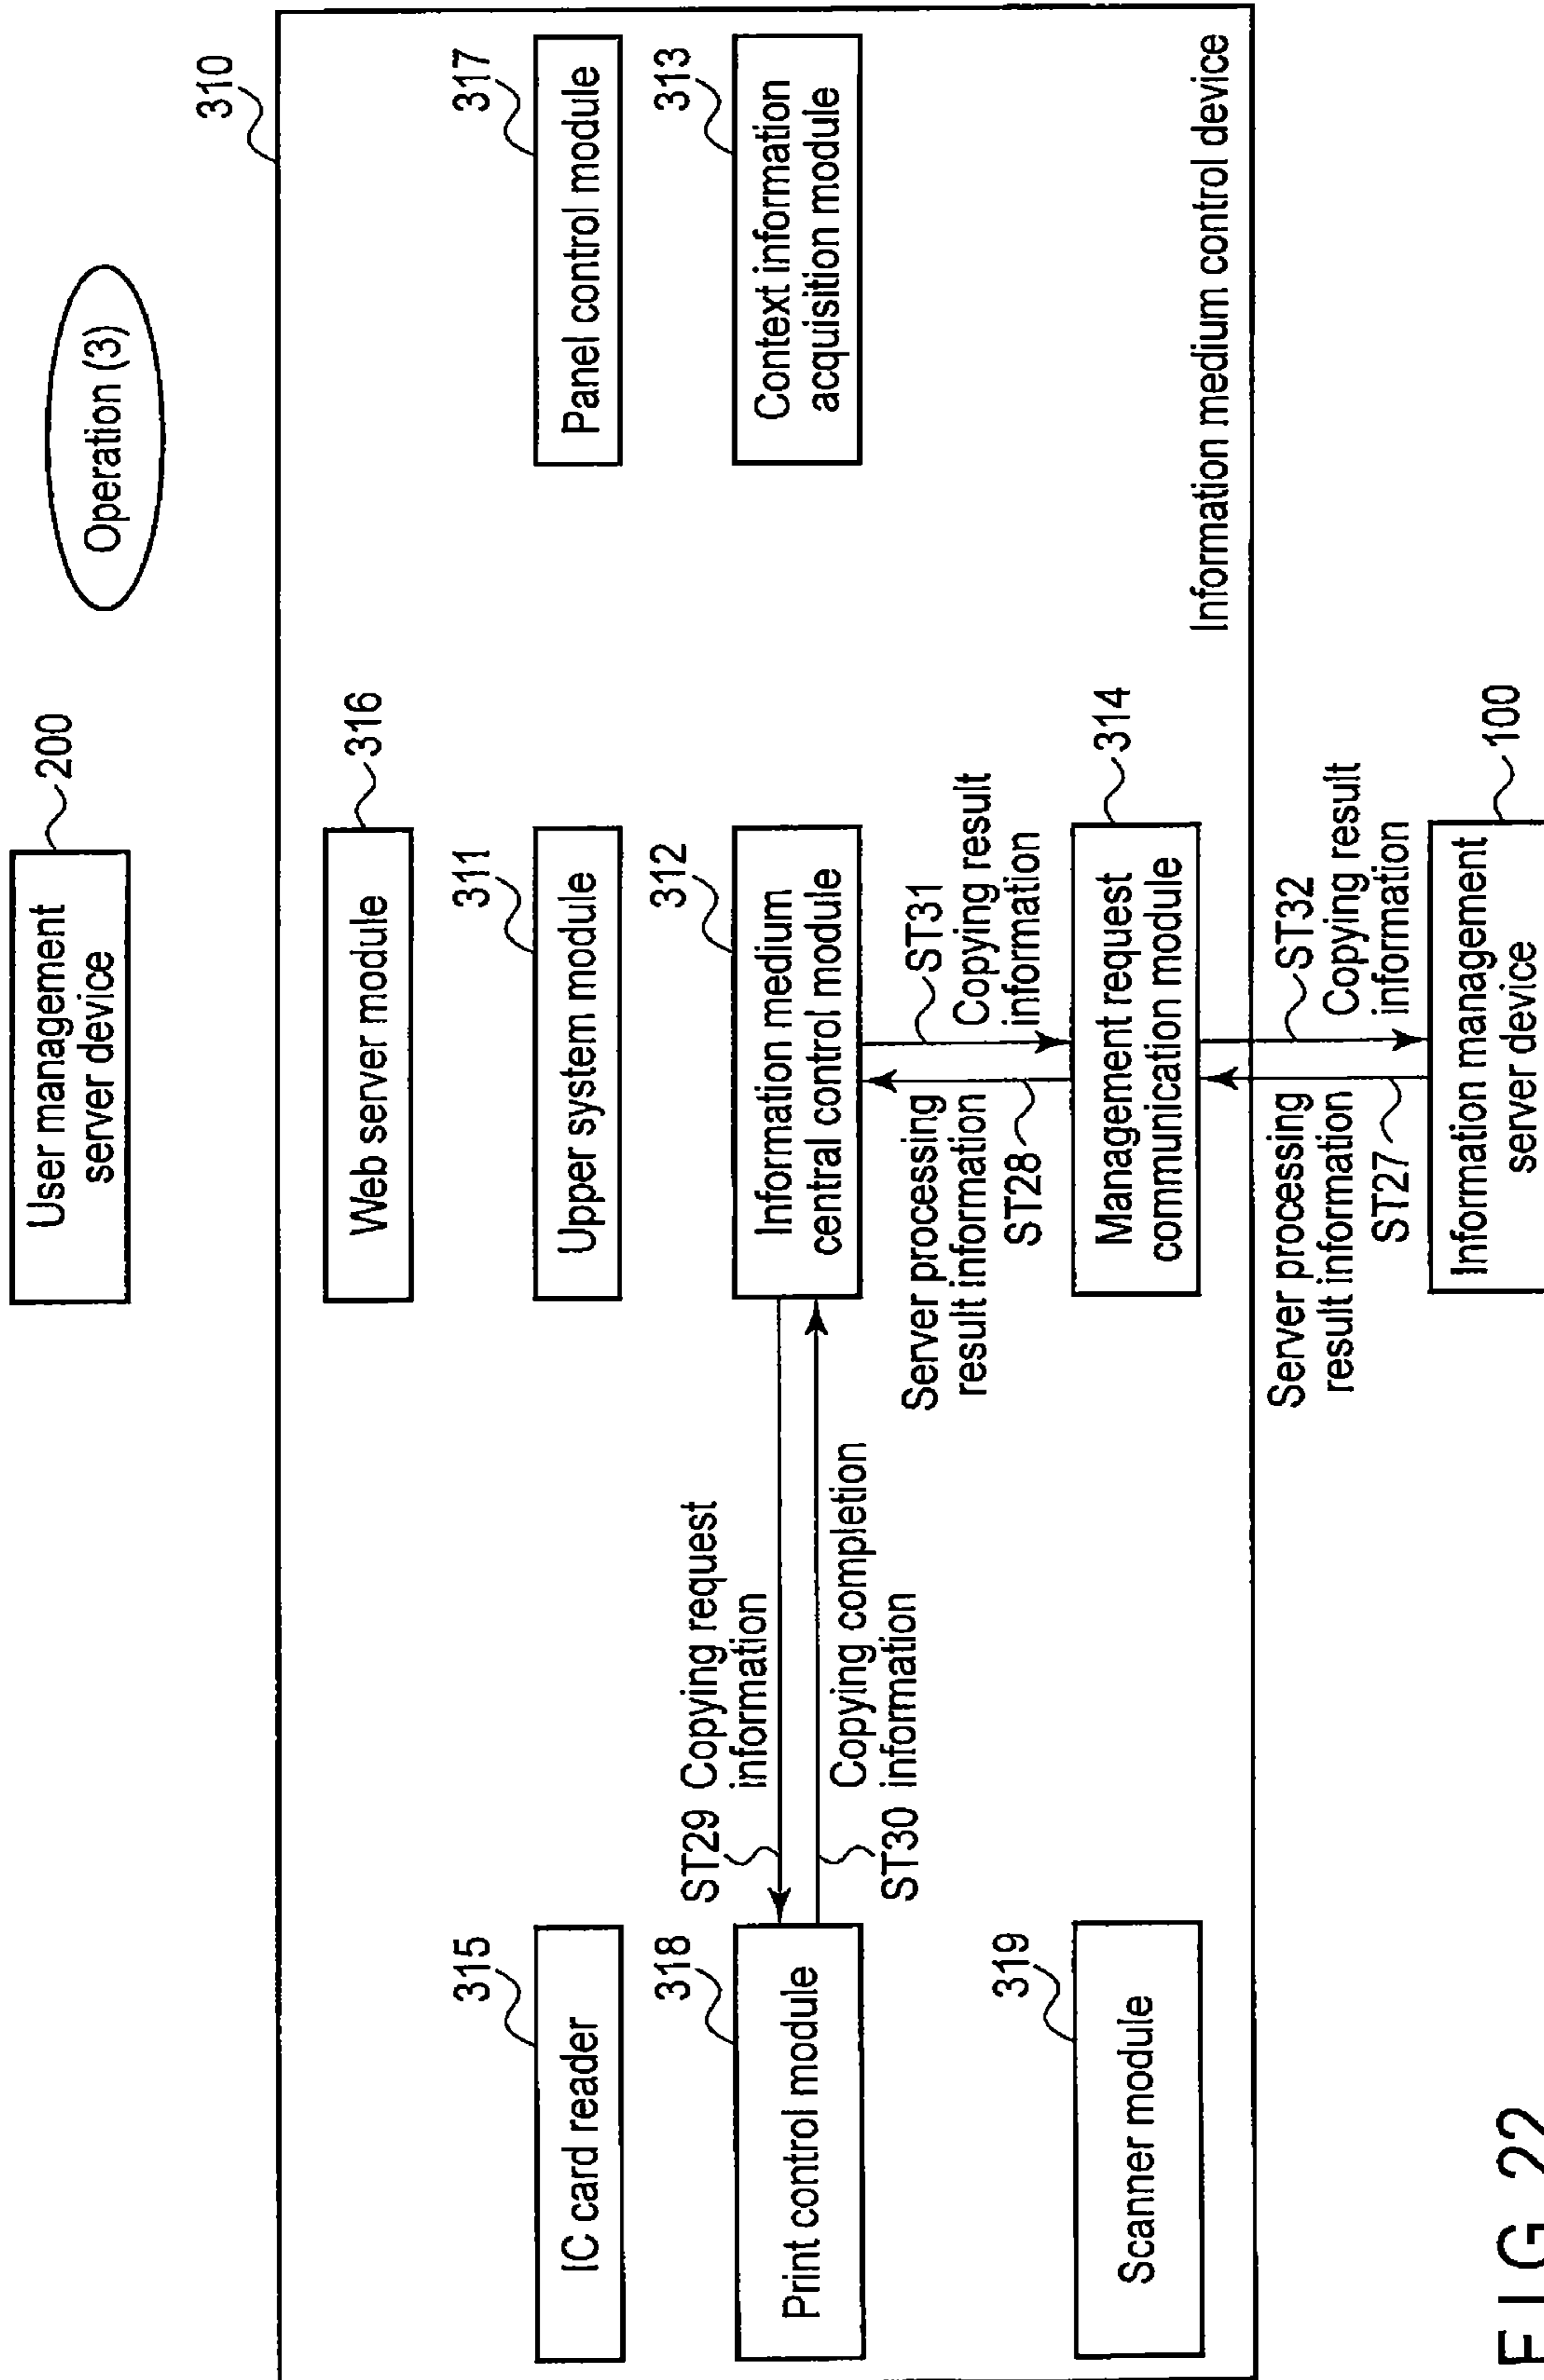 Operation (3)
User management
server device
200
310
Web server module
316
IC card reader
315
Upper system module
311
Panel control module
317
Print control module
318
ST29 Copying request
information
Copying completion
ST30 information
Information medium
central control module
312
Context information
acquisition module
313
Server processing
result information
ST28
ST31
Copying result
information
Scanner module
319
Management request
communication module
314
Information medium control device
Server processing
result information
ST27
ST32
Copying result
information
Information management
server device
100
FIG. 22